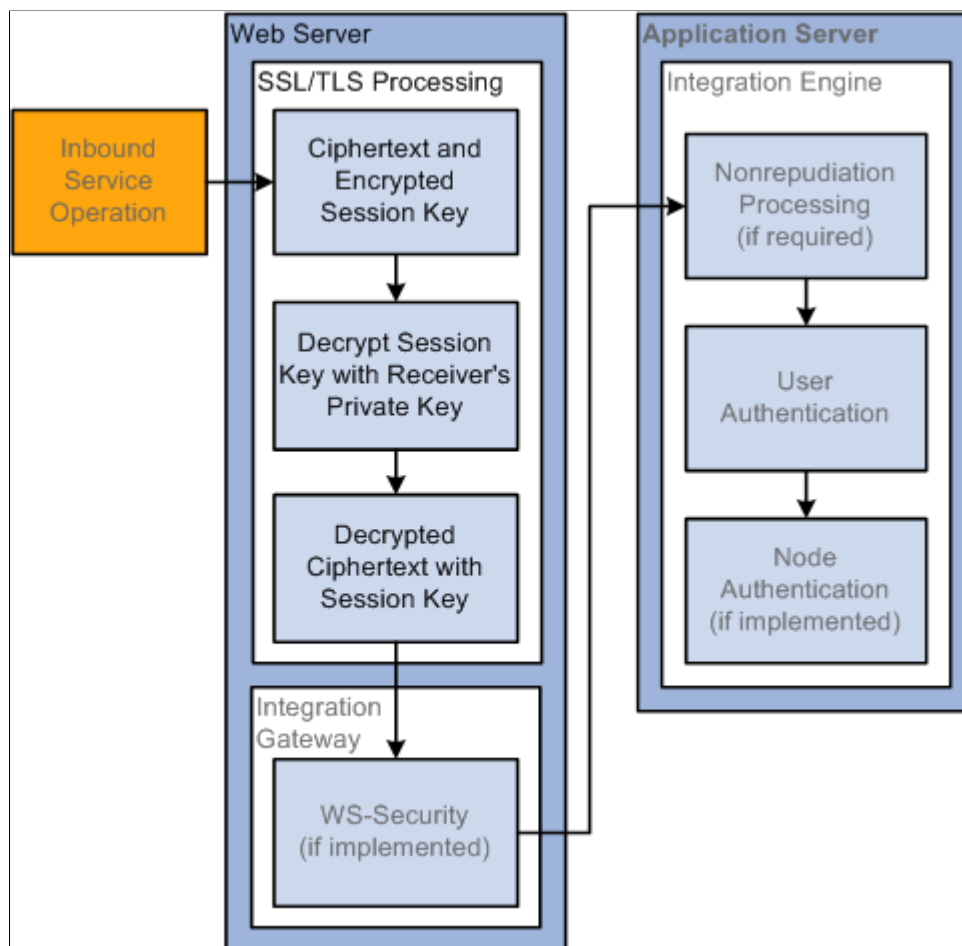 Web Server
SSL/TLS Processing
Inbound
Service
Operation
Ciphertext and
Encrypted
Session Key
Decrypt Session
Key with Receiver's
Private Key
Decrypted
Ciphertext with
Session Key
Integration
Gateway
WS-Security
(if implemented)
Application Server
Integration Engine
Nonrepudiation
Processing
(if required)
User
Authentication
Node
Authentication
(if implemented)